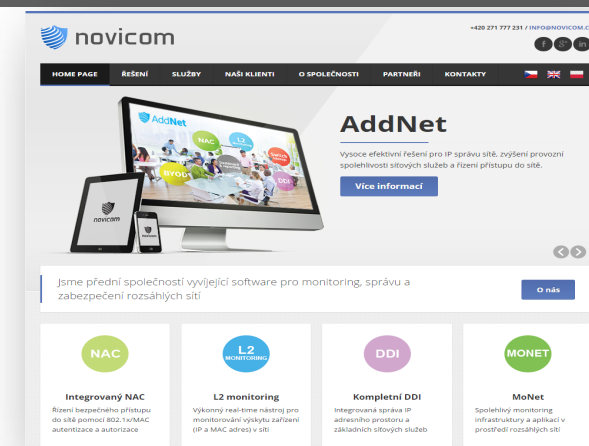 +420 271 777 231 / INFO@NOVICOM.C
novicom
HOME PAGE ŘEŠENÍ SLUŽBY NAŠI KLIENTI O SPOLEČNOSTI PARTNEŘI KONTAKTY
AddNet
NAC
L2
MONITORING
BYOD
DDI
novicom
AddNet
Vysoce efektivní řešení pro IP správu sítě, zvýšení provozní
spolehlivosti síťových služeb a řízení přístupu do sítě.
Více informací
Jsme přední společností vyvíjející software pro monitoring, správu a
zabezpečení rozsáhlých sítí
O nás
NAC
Integrovaný NAC
Řízení bezpečného přístupu
do sítě pomocí 802.1x/MAC
autentizace a autorizace
L2
MONITORING
L2 monitoring
Výkonný real-time nástroj pro
monitorování výskytu zařízení
(IP a MAC adres) v síti
DDI
Kompletní DDI
Integrovaná správa IP
adresního prostoru a
základních síťových služeb
MONET
MoNet
Spolehlivý monitoring
infrastruktury a aplikací v
prostředí rozsáhlých sítí